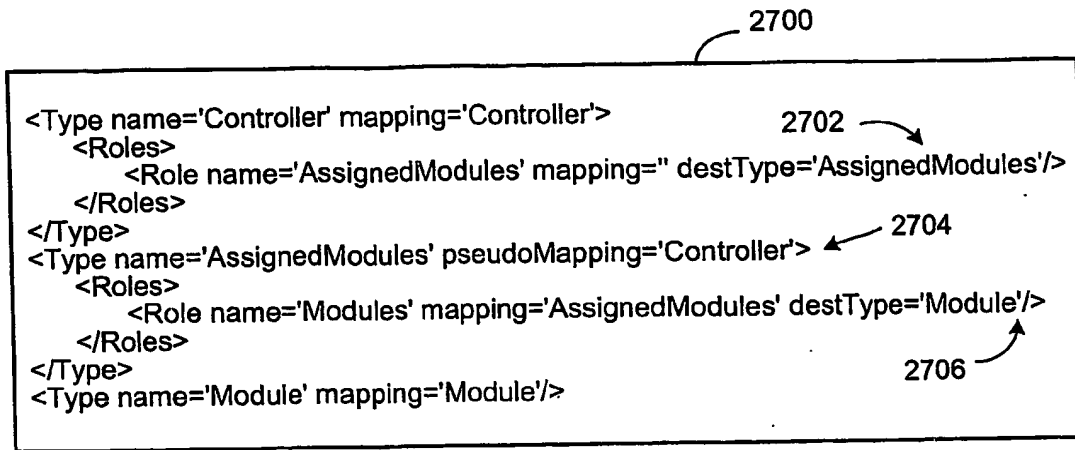 2700
<Type name='Controller' mapping='Controller'>
2702
<Roles>
<Role name='AssignedModules' mapping='' destType='AssignedModules'/>
</Roles>
</Type>
2704
<Type name='AssignedModules' pseudoMapping='Controller'>
<Roles>
<Role name='Modules' mapping='AssignedModules' destType='Module'/>
</Roles>
</Type>
2706
<Type name='Module' mapping='Module'/>